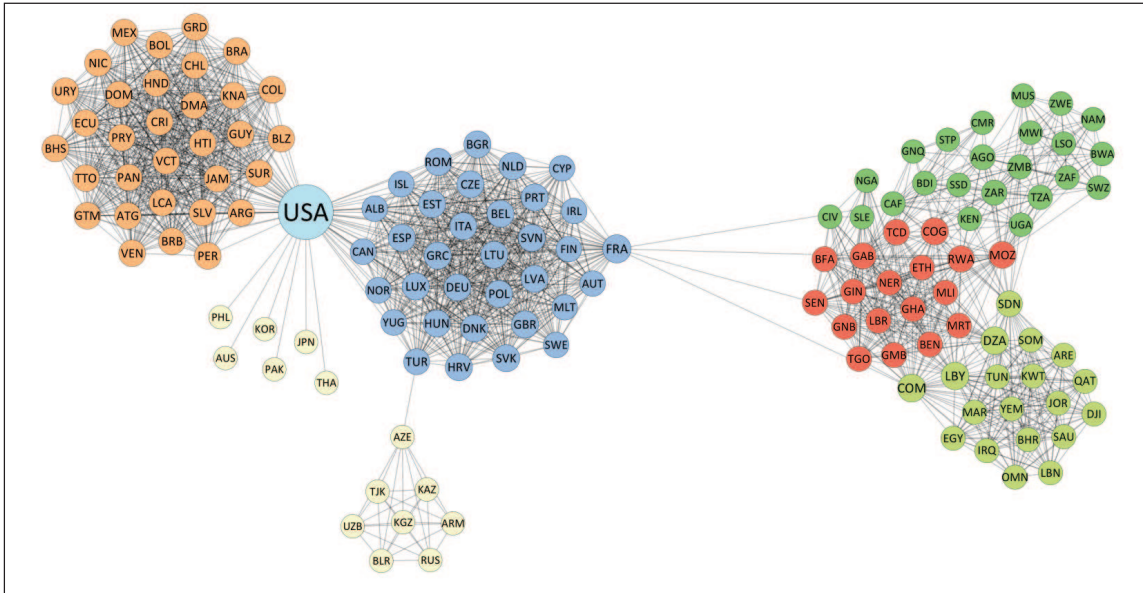 MEX
GRD
BOL
BRA
NIC
CHL
HND
COL
URY
DOM
DMA
KNA
ECU
CRI
GUY
BLZ
BHS
PRY
HTI
VCT
TTO
PAN
JAM
SUR
GTM
ATG
LCA
SLV
ARG
VEN
BRB
PER
USA
PHL
KOR
JPN
AUS
PAK
THA
BGR
ROM
NLD
CYP
ISL
CZE
PRT
ALB
EST
BEL
IRL
ITA
ESP
SVN
FIN
FRA
CAN
GRC
LTU
NOR
LUX
DEU
POL
LVA
AUT
MLT
YUG
HUN
DNK
GBR
SWE
TUR
HRV
SVK
AZE
TJK
KAZ
UZB
KGZ
ARM
BLR
RUS
MUS
ZWE
CMR
NAM
STP
MWI
LSO
GNQ
AGO
BWA
ZMB
NGA
BDI
SSD
ZAR
ZAF
SWZ
CAF
TZA
CIV
SLE
KEN
UGA
TCD
COG
BFA
GAB
ETH
RWA
MOZ
GIN
NER
MLI
SEN
GHA
GNB
LBR
MRT
BEN
TGO
GMB
SDN
DZA
SOM
ARE
COM
LBY
TUN
KWT
QAT
MAR
YEM
JOR
DJI
EGY
IRQ
BHR
SAU
OMN
LBN